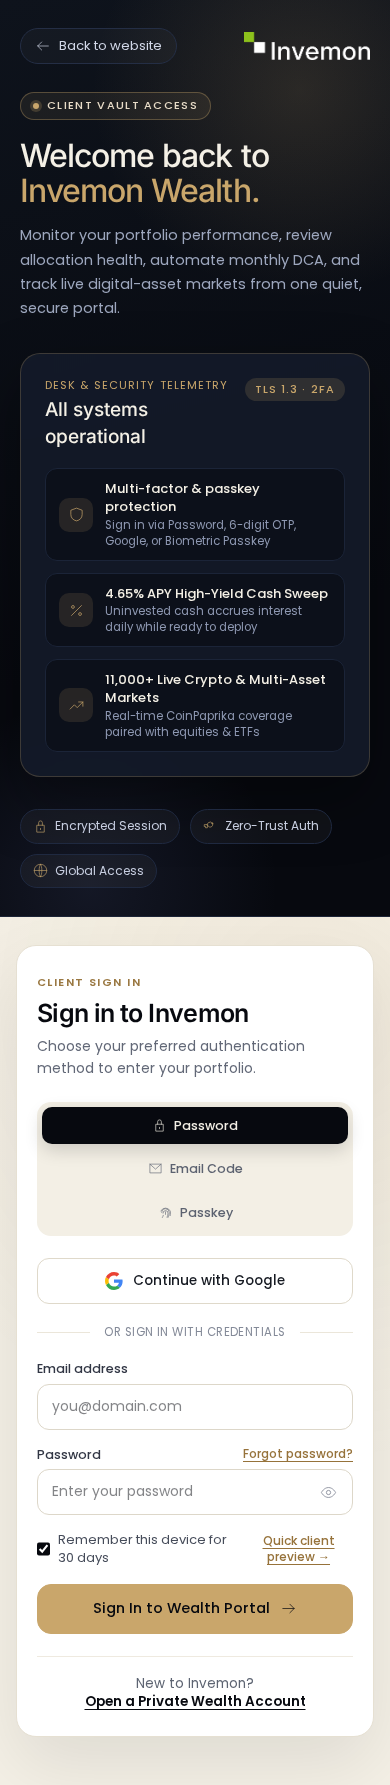 Back to website
Invemon
CLIENT VAULT ACCESS
Welcome back to
Invemon Wealth.
Monitor your portfolio performance, review
allocation health, automate monthly DCA, and
track live digital-asset markets from one quiet,
secure portal.
DESK & SECURITY TELEMETRY
TLS 1.3 · 2FA
All systems
operational
Multi-factor & passkey
protection
Sign in via Password, 6-digit OTP,
Google, or Biometric Passkey
4.65% APY High-Yield Cash Sweep
Uninvested cash accrues interest
daily while ready to deploy
11,000+ Live Crypto & Multi-Asset
Markets
Real-time CoinPaprika coverage
paired with equities & ETFs
Encrypted Session
Zero-Trust Auth
Global Access
CLIENT SIGN IN
Sign in to Invemon
Choose your preferred authentication
method to enter your portfolio.
Password
Email Code
Passkey
Continue with Google
OR SIGN IN WITH CREDENTIALS
Email address
you@domain.com
Password
Forgot password?
Enter your password
Remember this device for
30 days
Quick client
preview →
Sign In to Wealth Portal →
New to Invemon?
Open a Private Wealth Account